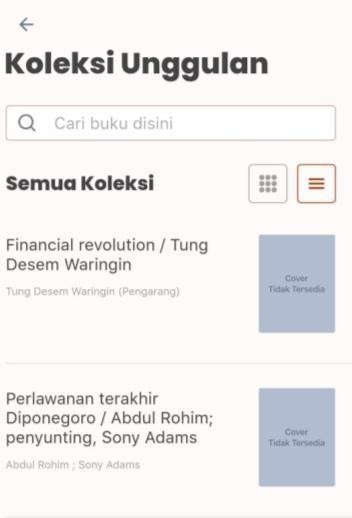 Koleksi Unggulan
Cari buku disini
Semua Koleksi
Financial revolution / Tung
Desem Waringin
Tung Desem Waringin (Pengarang)
Cover
Tidak Tersedia
Perlawanan terakhir
Diponegoro / Abdul Rohim;
penyunting, Sony Adams
Abdul Rohim ; Sony Adams
Cover
Tidak Tersedia